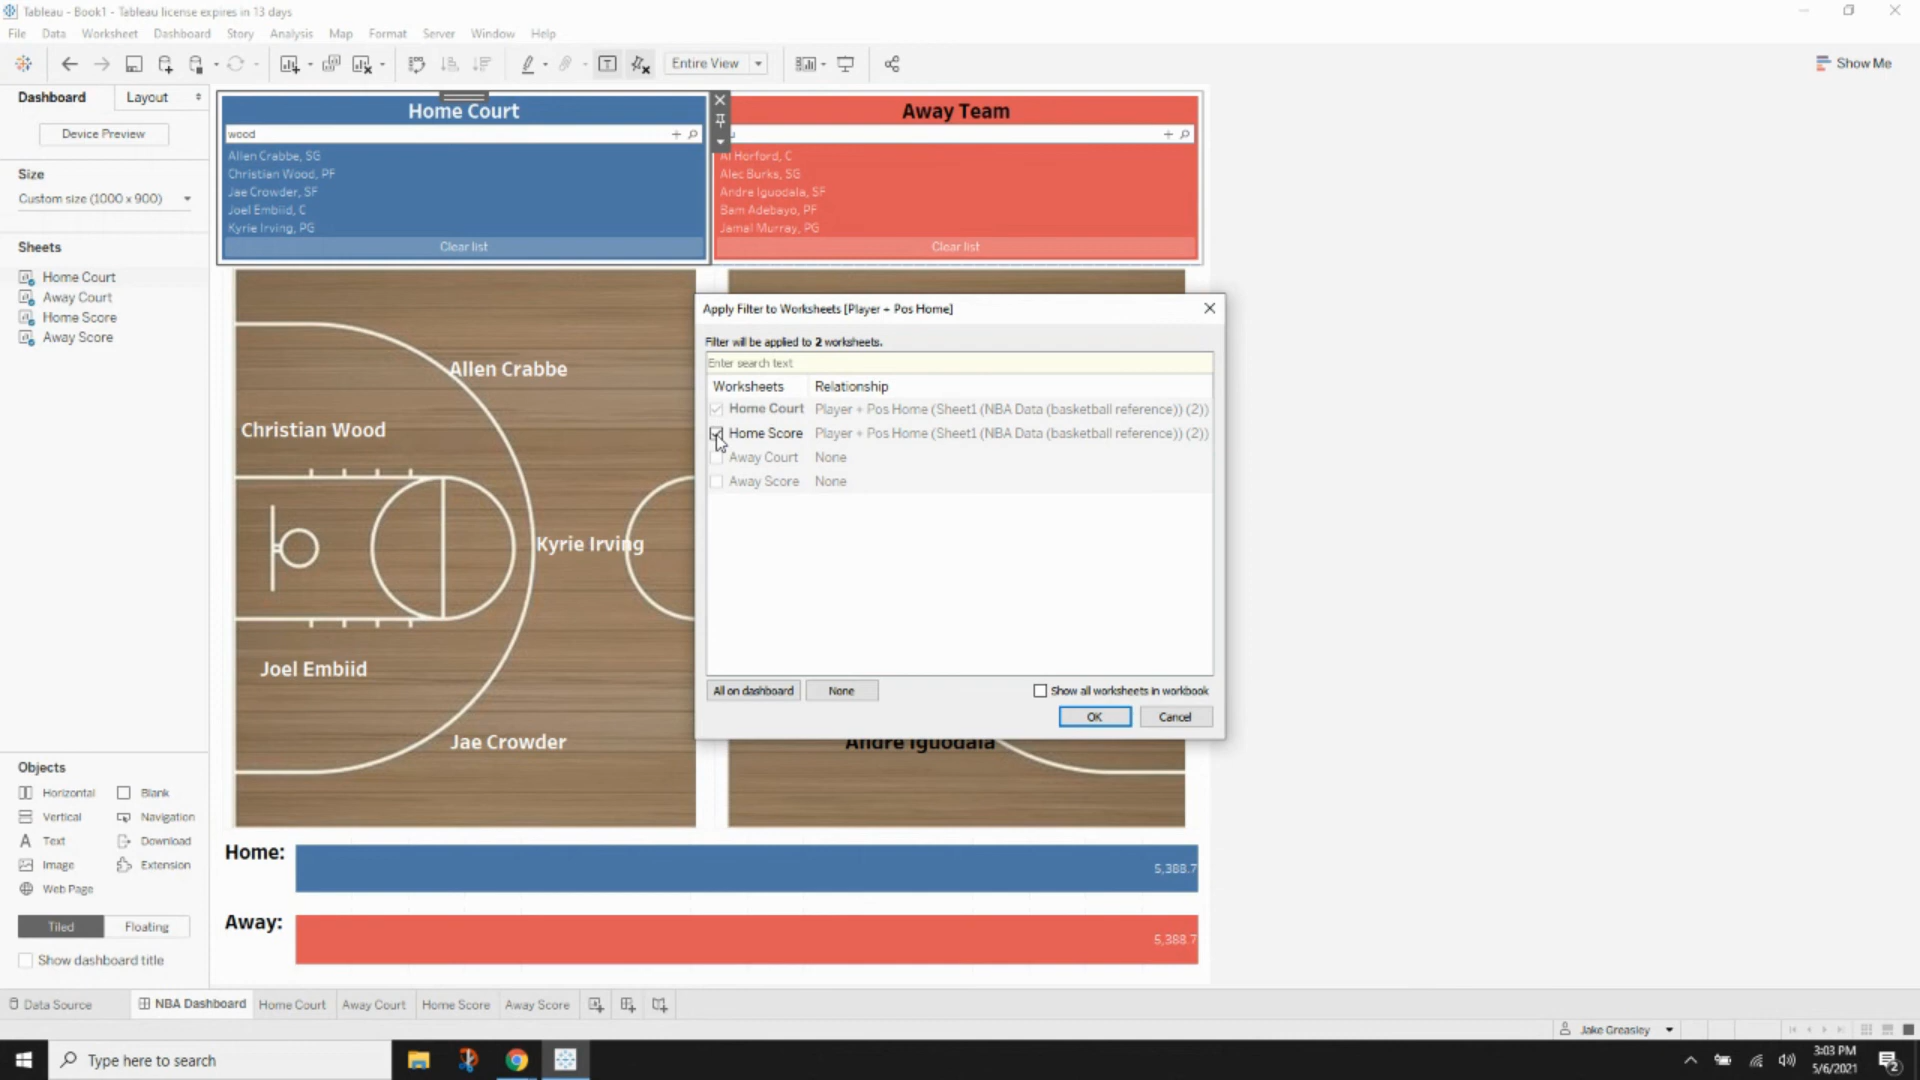 Tableau - Book1 - Tableau license expires in 13 days
File Data Worksheet Dashboard Story Analysis Map Format Server Window Help
Entire View
Show Me
Dashboard Layout
Device Preview
Size
Custom size (1000 x 900)
Sheets
Home Court
Away Court
Home Score
Away Score
Home Court
wood
Allen Crabbe, SG
Christian Wood, PF
Jae Crowder, SF
Joel Embiid, C
Kyrie Irving, PG
Clear list
Away Team
Al Horford, C
Alec Burks, SG
Andre Iguodala, SF
Bam Adebayo, PF
Jamal Murray, PG
Clear list
Allen Crabbe
Christian Wood
Kyrie Irving
Joel Embiid
Jae Crowder
Andre Iguodala
Apply Filter to Worksheets [Player + Pos Home]
Filter will be applied to 2 worksheets.
Enter search text
Worksheets Relationship
Home Court Player + Pos Home (Sheet1 (NBA Data (basketball reference)) (2))
Home Score Player + Pos Home (Sheet1 (NBA Data (basketball reference)) (2))
Away Court None
Away Score None
All on dashboard None Show all worksheets in workbook
OK Cancel
Home: 5,388.7
Away: 5,388.7
Objects
Horizontal Blank
Vertical Navigation
Text Download
Image Extension
Web Page
Tiled Floating
Show dashboard title
Data Source NBA Dashboard Home Court Away Court Home Score Away Score
Jake Greasley
Type here to search
3:03 PM
5/6/2021
2